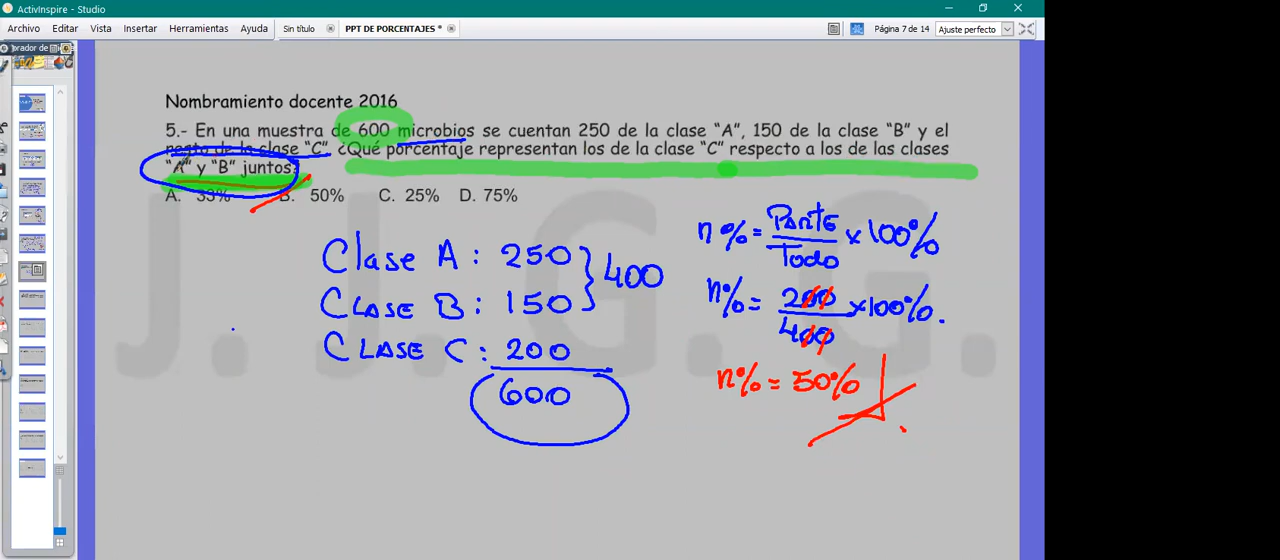 ActivInspire - Studio
Archivo Editar Vista Insertar Herramientas Ayuda Sin título PPT DE PORCENTAJES * Página 7 de 14 Ajuste perfecto
orador de
Nombramiento docente 2016
5.- En una muestra de 600 microbios se cuentan 250 de la clase "A", 150 de la clase "B" y el
resto de la clase "C" ¿Qué porcentaje representan los de la clase "C" respecto a los de las clases
"A" y "B" juntos.
A. 33% B. 50% C. 25% D. 75%
Clase A : 250
CLASE B : 150
} 400
CLASE C : 200
600
n% = Parte/Todo x 100%
n% = 200/400 x 100%.
n% = 50%
J. J. G. G.